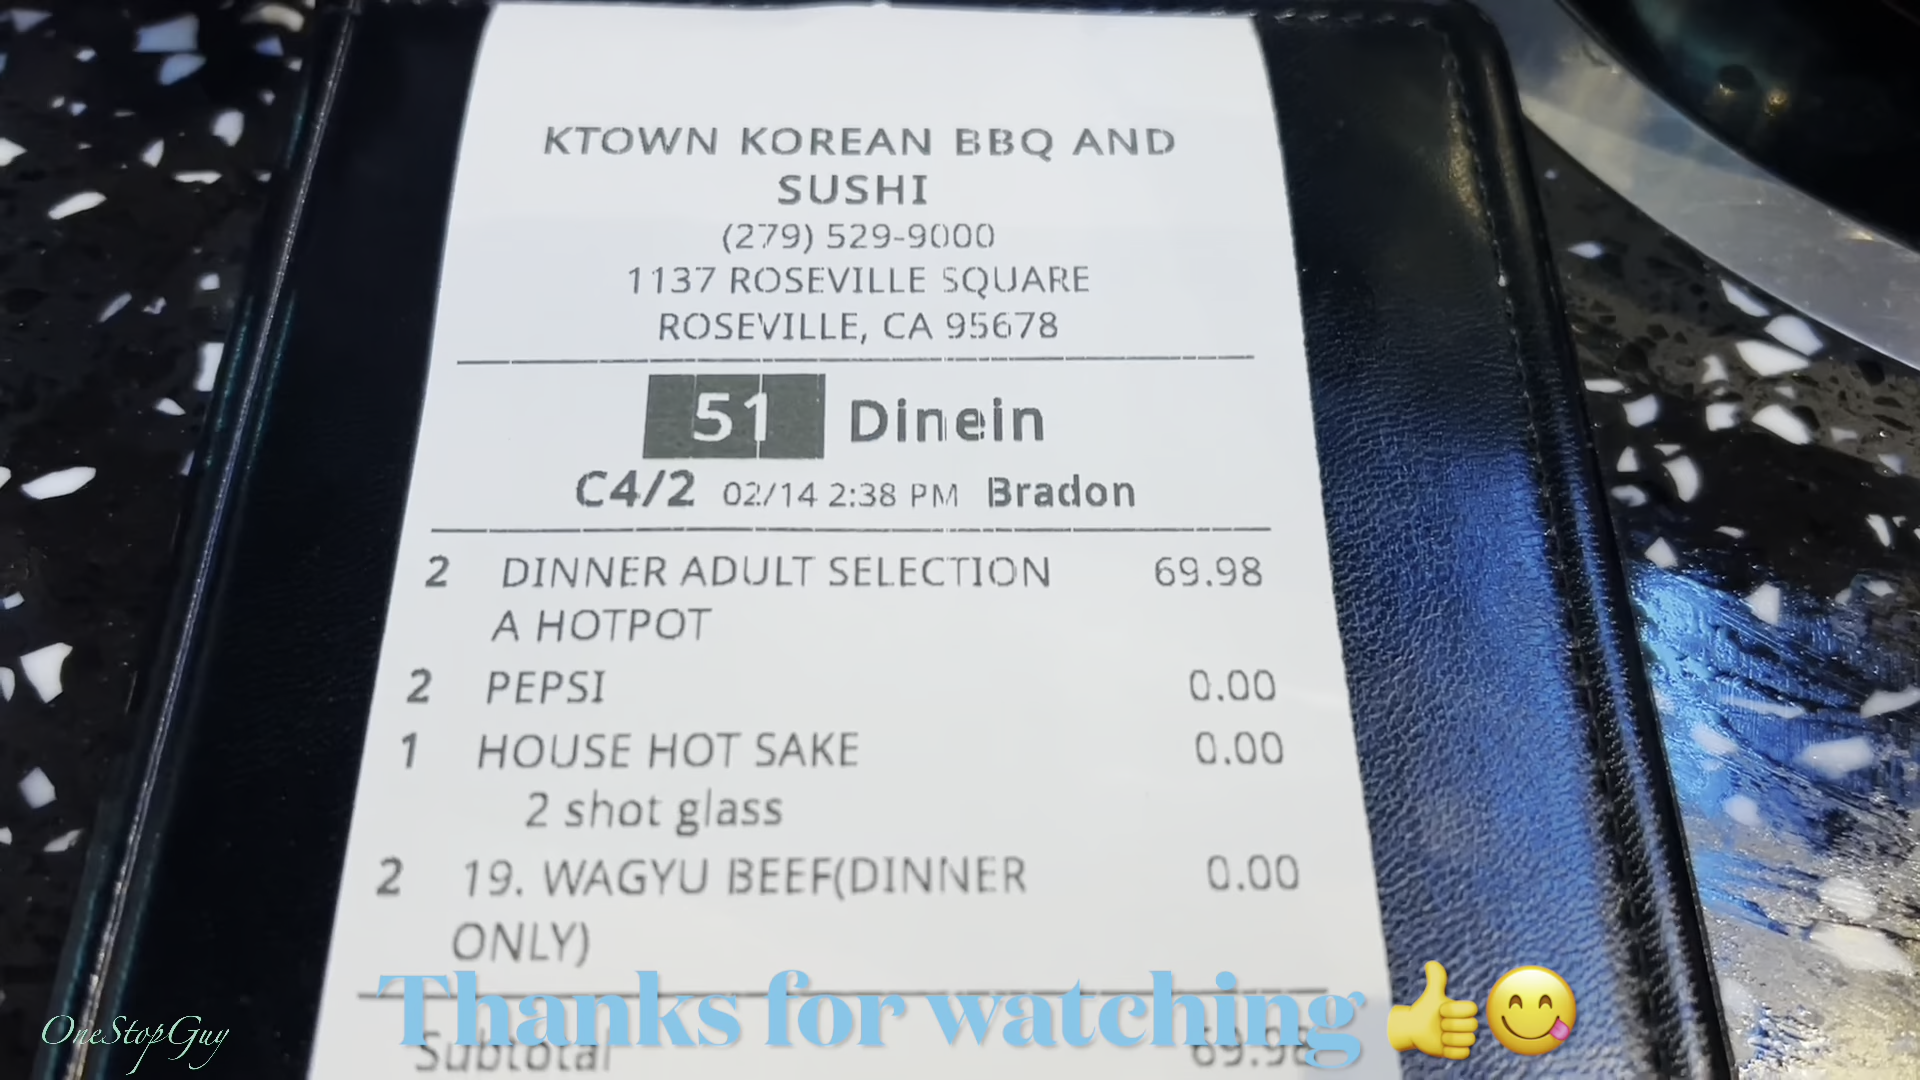 KTOWN KOREAN BBQ AND
SUSHI
(279) 529-9000
1137 ROSEVILLE SQUARE
ROSEVILLE, CA 95678
51 Dinein
C4/2 02/14 2:38 PM Bradon
2 DINNER ADULT SELECTION 69.98
A HOTPOT
2 PEPSI 0.00
1 HOUSE HOT SAKE 0.00
2 shot glass
2 19. WAGYU BEEF(DINNER 0.00
ONLY)
Thanks for watching 👍😋
Subtotal 69.98
OneStopGuy